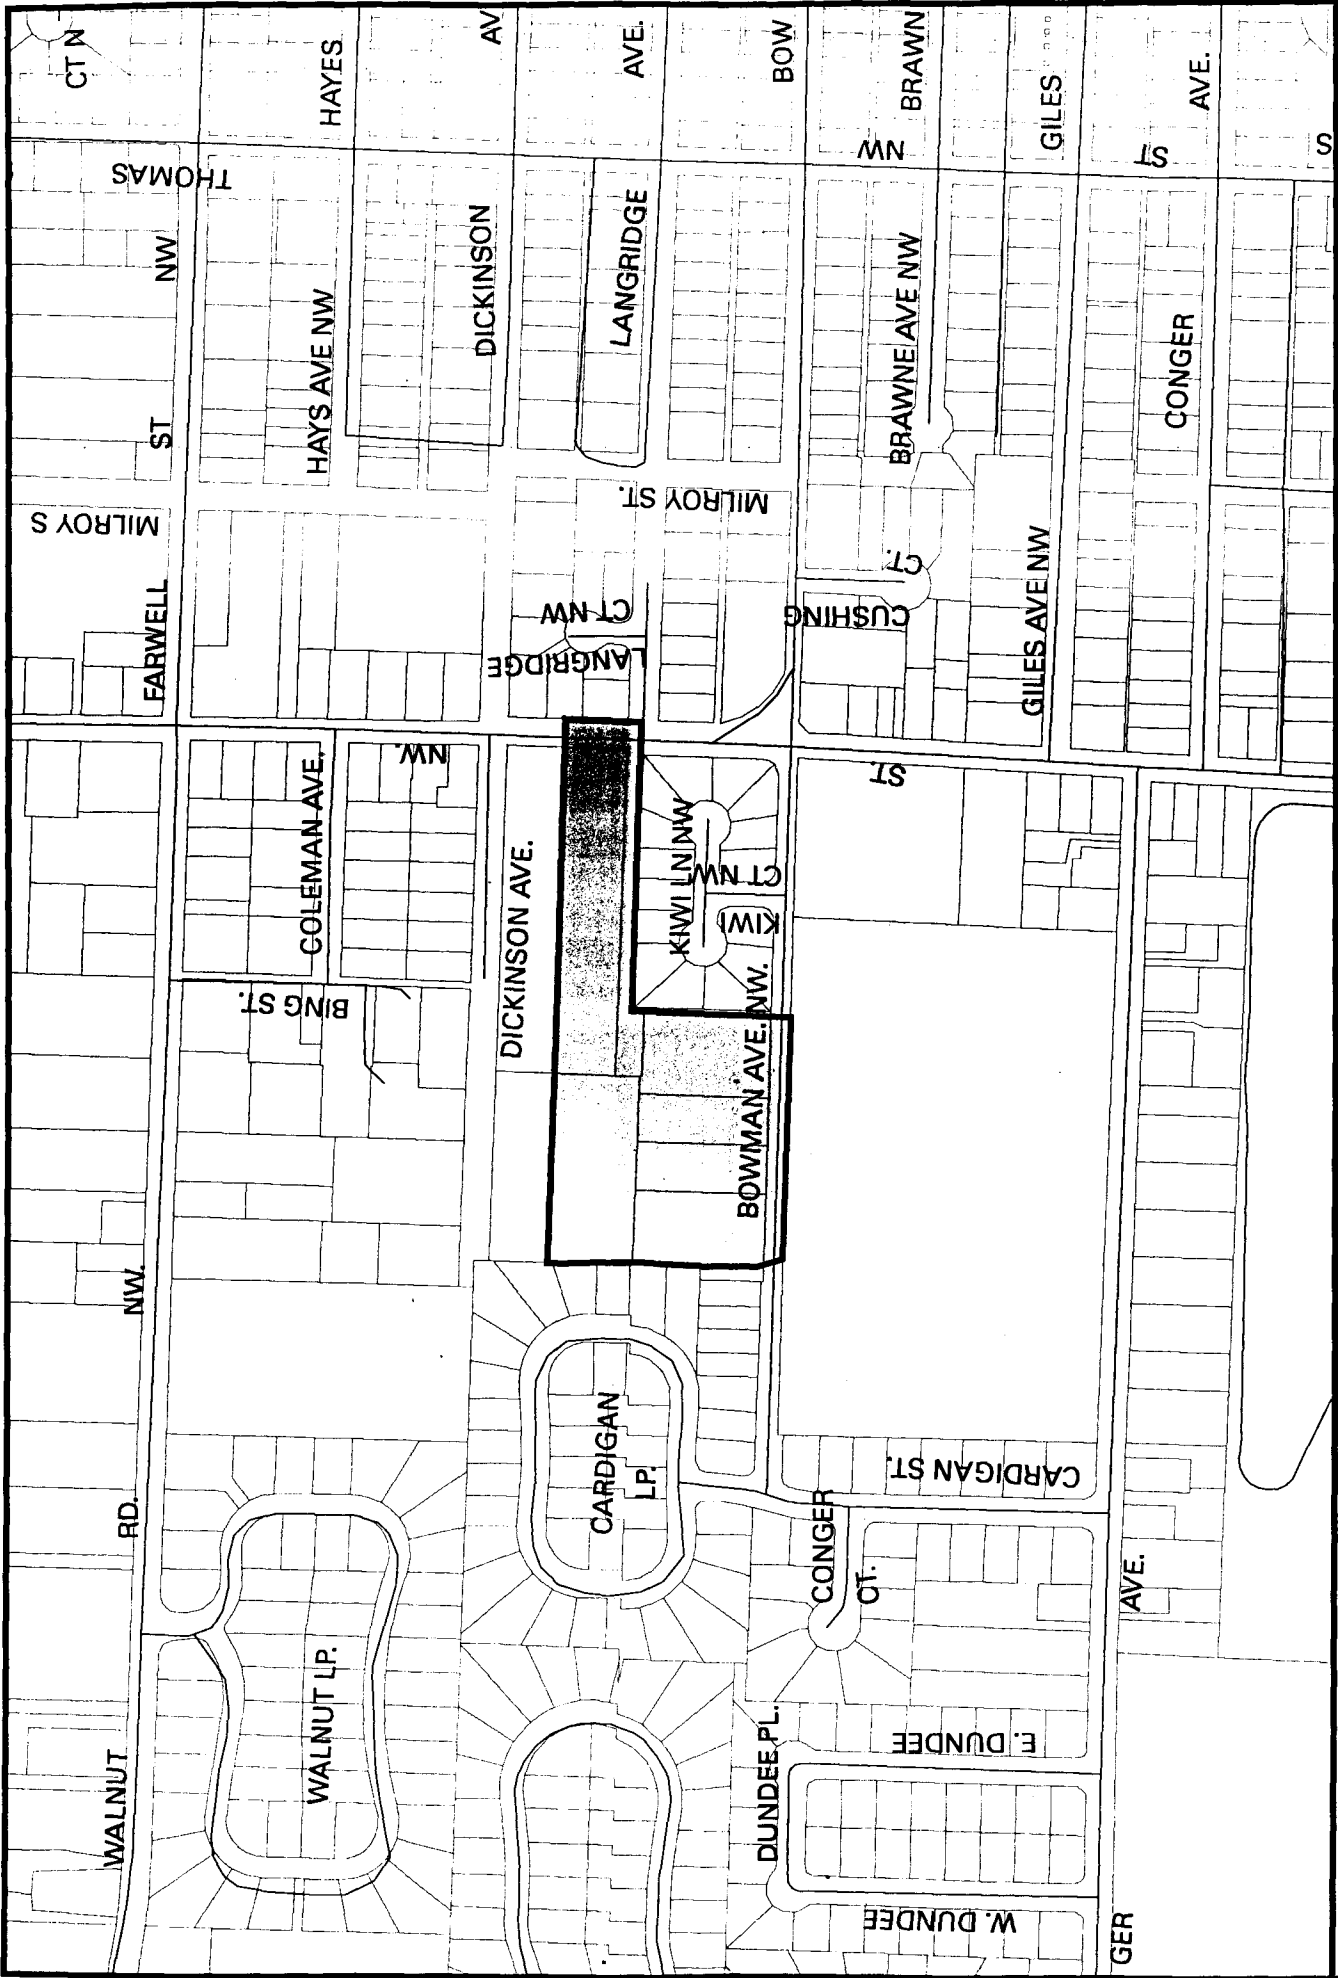 CT N
HAYES
AV
AVE.
BOW
BRAWN
GILES
AVE.
THOMAS
NW
ST
S
NW
ST
HAYS AVE NW
DICKINSON
LANGRIDGE
BRAWNE AVE NW
CONGER
MILROY S
MILROY ST.
FARWELL
LANGRIDGE
CT NW
CUSHING
CT.
GILES AVE NW
COLEMAN AVE.
NW.
ST.
DICKINSON AVE.
KIWI LN NW
KIWI
CT NW
BING ST.
BOWMAN AVE. NW.
NW.
CARDIGAN
LP.
CARDIGAN ST.
RD.
CONGER
CT.
AVE.
WALNUT
WALNUT LP.
DUNDEE PL.
E. DUNDEE
W. DUNDEE
GER